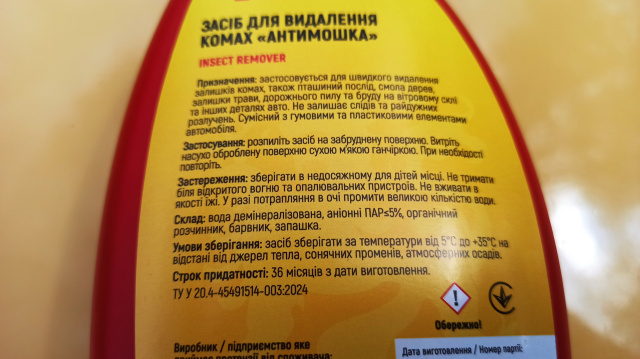 ЗАСІБ ДЛЯ ВИДАЛЕННЯ
КОМАХ «АНТИМОШКА»
INSECT REMOVER
Призначення: застосовується для швидкого видалення
залишків комах, також пташиний послід, смола дерев,
залишки трави, дорожнього пилу та бруду на вітровому склі
та інших деталях авто. Не залишає слідів та райдужних
розлучень. Сумісний з гумовими та пластиковими елементами
автомобіля.
Застосування: розпиліть засіб на забруднену поверхню. Витріть
насухо оброблену поверхню сухою м'якою ганчіркою. При необхідності
повторіть.
Застереження: зберігати в недосяжному для дітей місці. Не тримати
біля відкритого вогню та опалювальних пристроїв. Не вживати в
якості їжі. У разі потрапляння в очі промити великою кількістю води.
Склад: вода демінералізована, аніонні ПАР≤5%, органічний
розчинник, барвник, запашка.
Умови зберігання: засіб зберігати за температури від 5°С до +35°С на
відстані від джерел тепла, сонячних променів, атмосферних осадів.
Строк придатності: 36 місяців з дати виготовлення.
ТУ У 20.4-45491514-003:2024
Обережно!
Виробник / підприємство яке
приймає претензії від споживача:
Дата виготовлення / Номер партії: